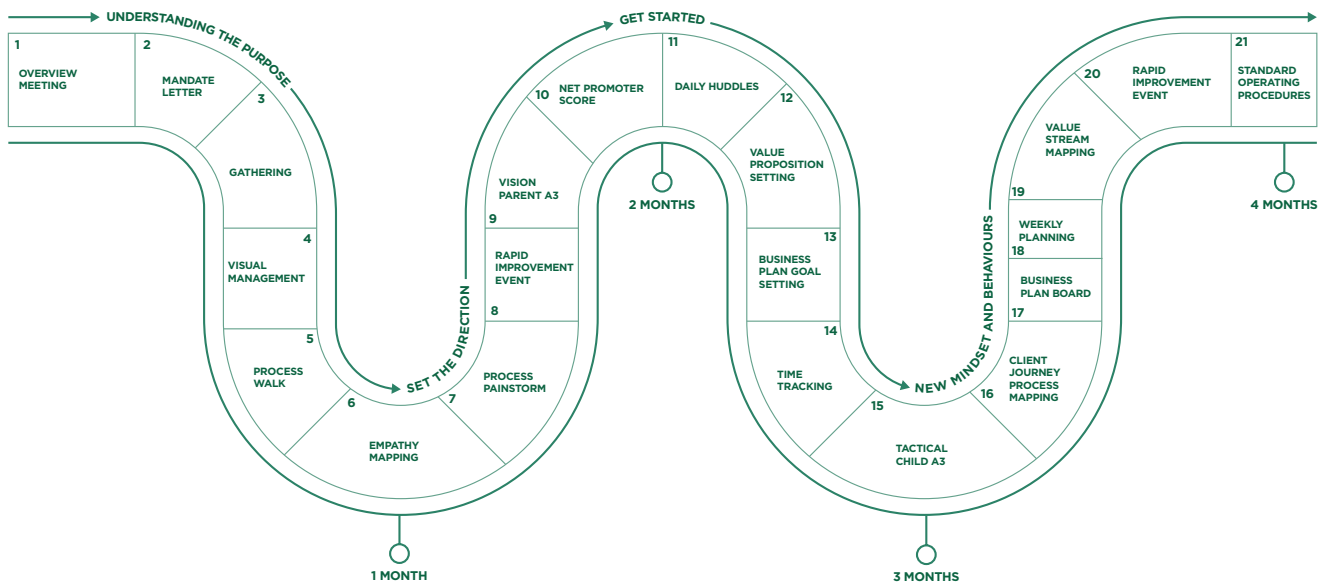 UNDERSTANDING THE PURPOSE
1
OVERVIEW
MEETING
2
MANDATE
LETTER
3
GATHERING
4
VISUAL
MANAGEMENT
5
PROCESS
WALK
6
EMPATHY
MAPPING
1 MONTH
SET THE DIRECTION
7
PROCESS
PAINSTORM
8
RAPID
IMPROVEMENT
EVENT
9
VISION
PARENT A3
10
NET PROMOTER
SCORE
GET STARTED
2 MONTHS
11
DAILY HUDDLES
12
VALUE
PROPOSITION
SETTING
13
BUSINESS
PLAN GOAL
SETTING
14
TIME
TRACKING
15
TACTICAL
CHILD A3
3 MONTHS
NEW MINDSET AND BEHAVIOURS
16
CLIENT
JOURNEY
PROCESS
MAPPING
17
BUSINESS
PLAN BOARD
18
WEEKLY
PLANNING
19
VALUE
STREAM
MAPPING
20
RAPID
IMPROVEMENT
EVENT
21
STANDARD
OPERATING
PROCEDURES
4 MONTHS